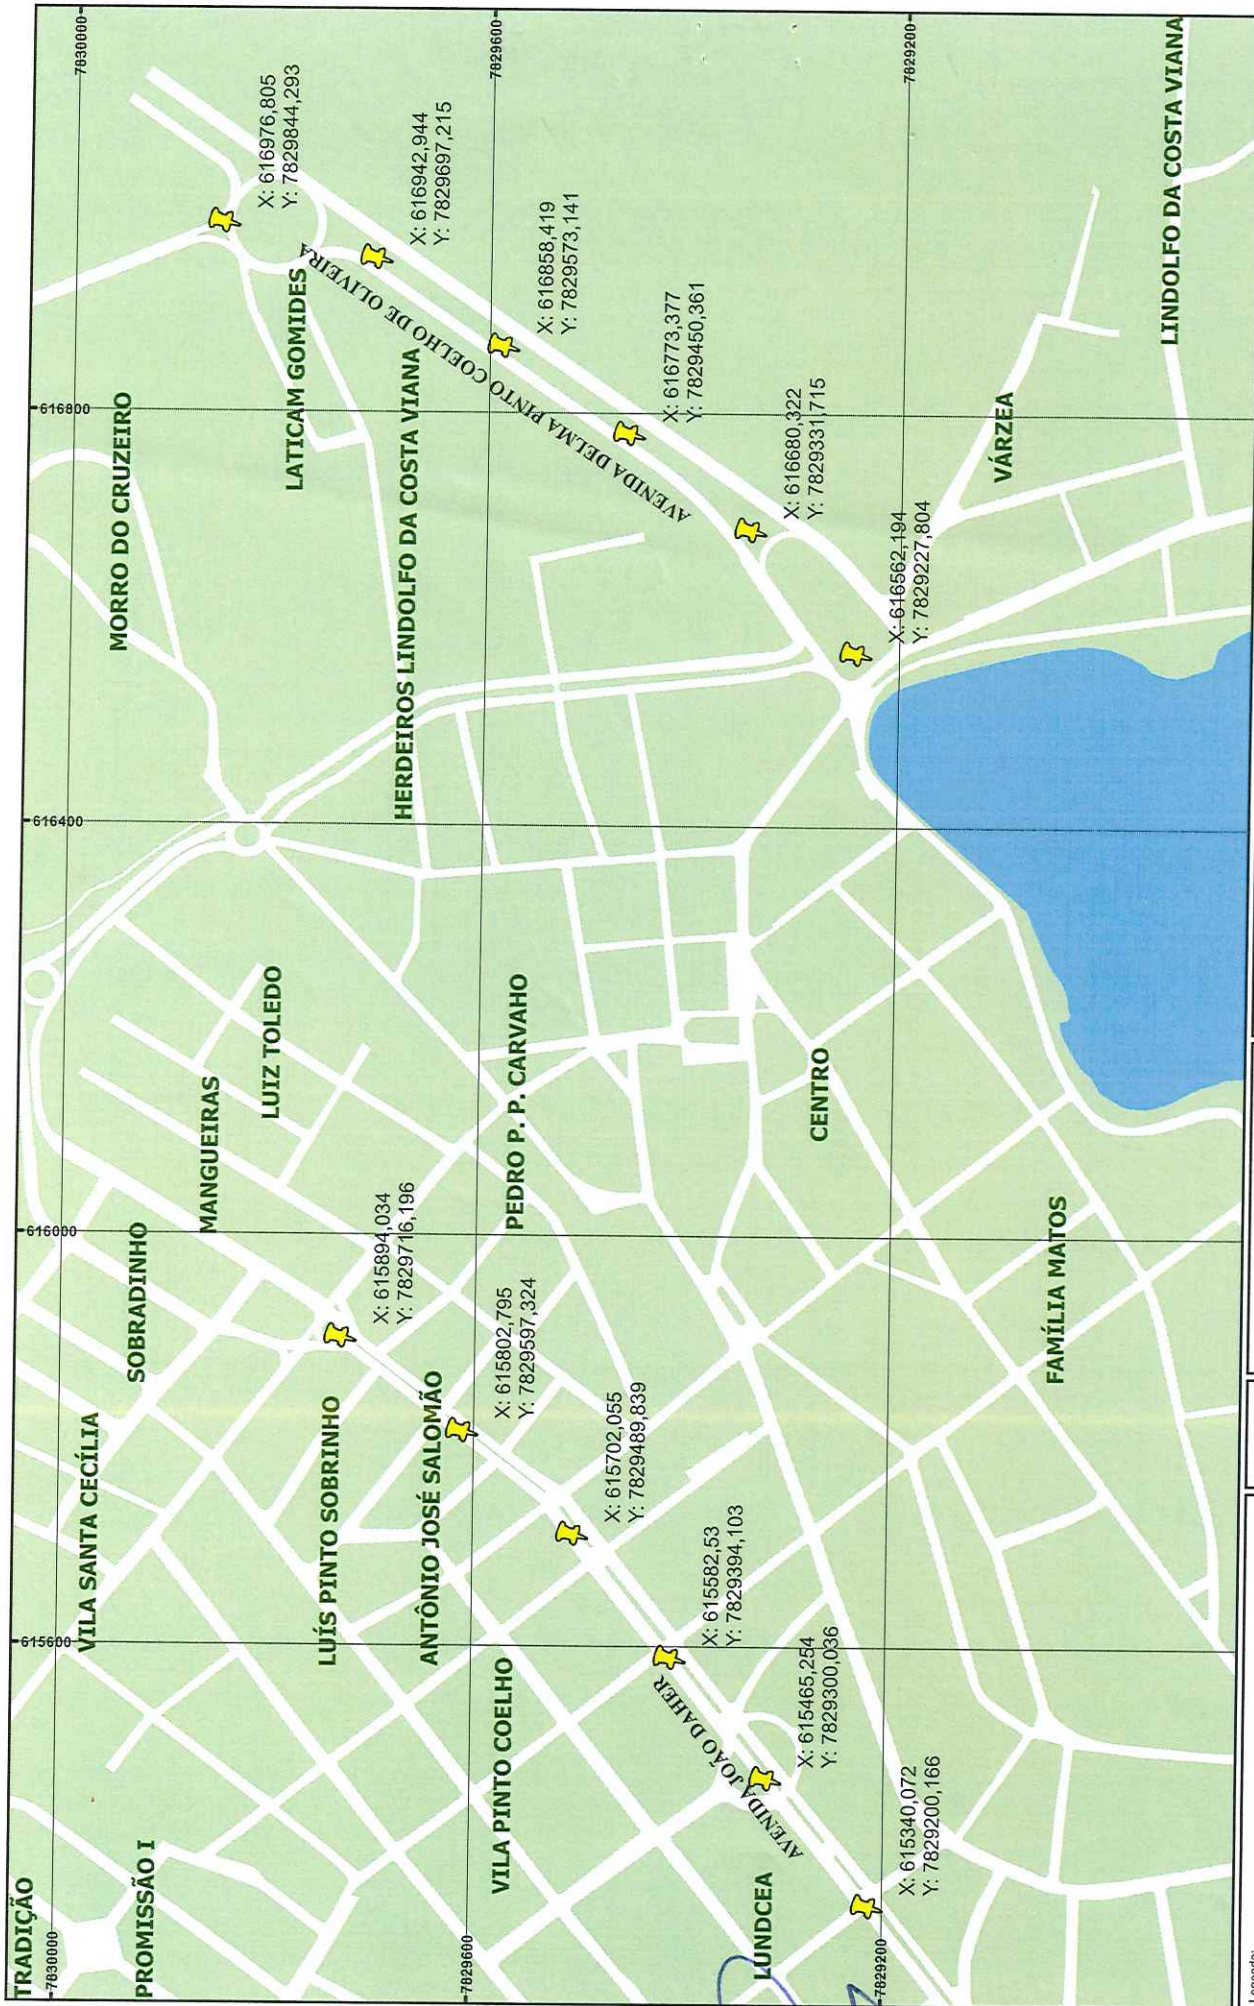 TRADIÇÃO
7830000
PROMISSÃO I
VILA SANTA CECÍLIA
615600
SOBRADINHO
616000
MANGUEIRAS
LUIZ TOLEDO
616400
MORRO DO CRUZEIRO
616800
7830000
LATICAM GOMIDES
X: 616976,805
Y: 7829844,293
HERDEIROS LINDOLFO DA COSTA VIANA
AVENIDA DELMA PINTO COELHO DE OLIVEIRA
X: 616942,944
Y: 7829697,215
LUÍS PINTO SOBRINHO
X: 615894,034
Y: 7829716,196
ANTÔNIO JOSÉ SALOMÃO
7829600
VILA PINTO COELHO
X: 615802,795
Y: 7829597,324
PEDRO P. P. CARVAHO
7829600
X: 616858,419
Y: 7829573,141
X: 615702,055
Y: 7829489,839
X: 616773,377
Y: 7829450,361
AVENIDA JOÃO DAHER
X: 615582,53
Y: 7829394,103
X: 616680,322
Y: 7829331,715
LUNDCEA
X: 615465,254
Y: 7829300,036
CENTRO
X: 616562,194
Y: 7829227,804
7829200
X: 615340,072
Y: 7829200,166
7829200
VÁRZEA
FAMÍLIA MATOS
LINDOLFO DA COSTA VIANA